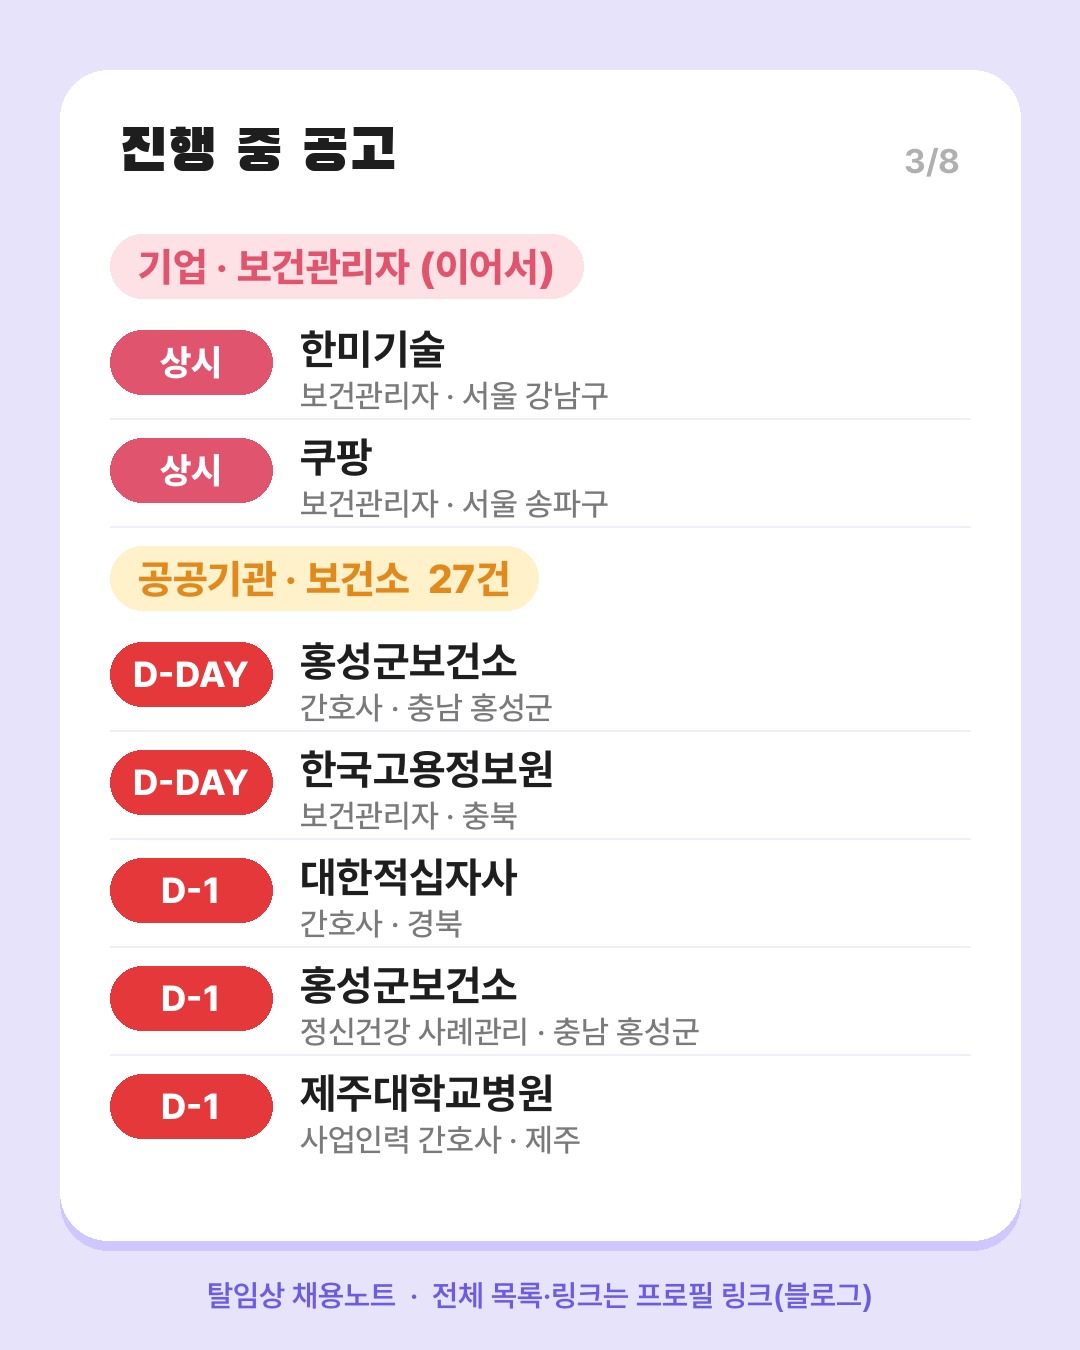 진행 중 공고
3/8
기업 · 보건관리자 (이어서)
상시
한미기술
보건관리자 · 서울 강남구
상시
쿠팡
보건관리자 · 서울 송파구
공공기관 · 보건소 27건
D-DAY
홍성군보건소
간호사 · 충남 홍성군
D-DAY
한국고용정보원
보건관리자 · 충북
D-1
대한적십자사
간호사 · 경북
D-1
홍성군보건소
정신건강 사례관리 · 충남 홍성군
D-1
제주대학교병원
사업인력 간호사 · 제주
탈임상 채용노트 · 전체 목록·링크는 프로필 링크(블로그)